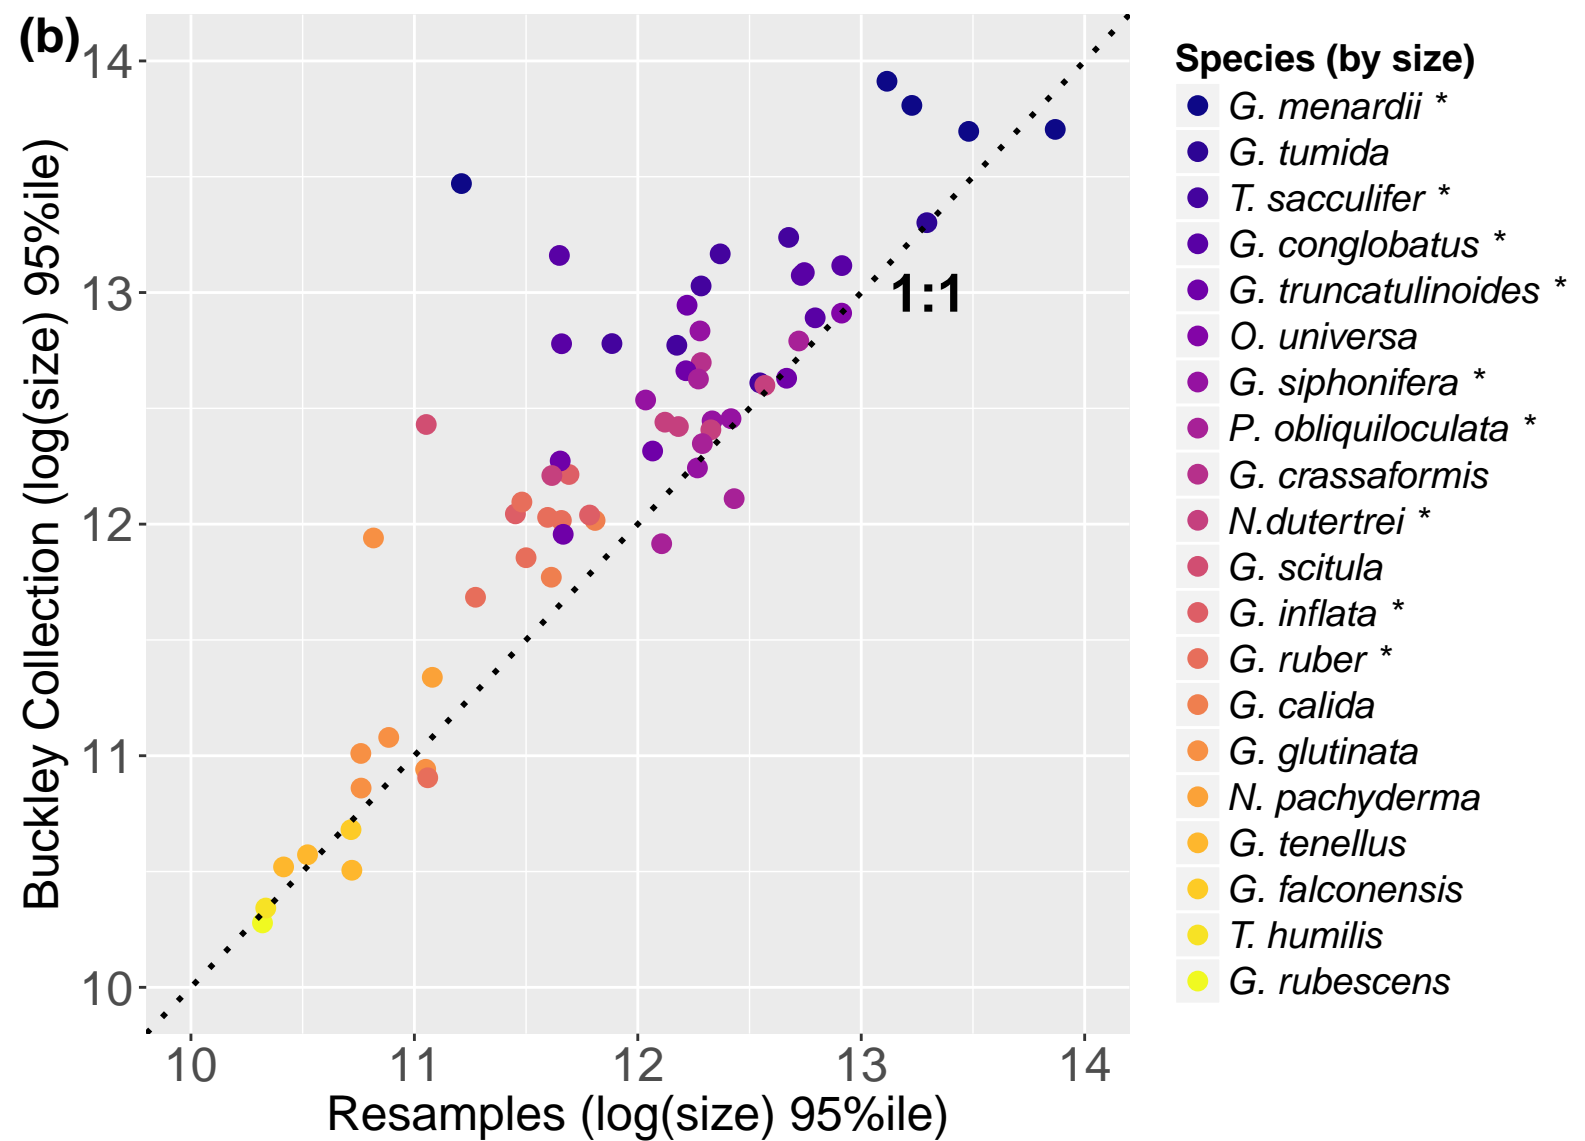 (b)
14
13
12
11
10
Buckley Collection (log(size) 95%ile)
1:1
10 11 12 13 14
Resamples (log(size) 95%ile)
Species (by size)
G. menardii *
G. tumida
T. sacculifer *
G. conglobatus *
G. truncatulinoides *
O. universa
G. siphonifera *
P. obliquiloculata *
G. crassaformis
N.dutertrei *
G. scitula
G. inflata *
G. ruber *
G. calida
G. glutinata
N. pachyderma
G. tenellus
G. falconensis
T. humilis
G. rubescens